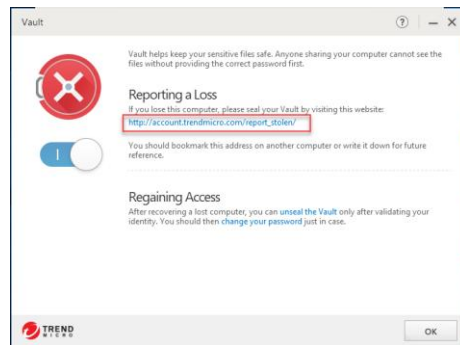 Vault
Vault helps keep your sensitive files safe. Anyone sharing your computer cannot see the
files without providing the correct password first.
Reporting a Loss
If you lose this computer, please seal your Vault by visiting this website:
http://account.trendmicro.com/report_stolen/
You should bookmark this address on another computer or write it down for future
reference.
Regaining Access
After recovering a lost computer, you can unseal the Vault only after validating your
identity. You should then change your password just in case.
TREND
MICRO
OK